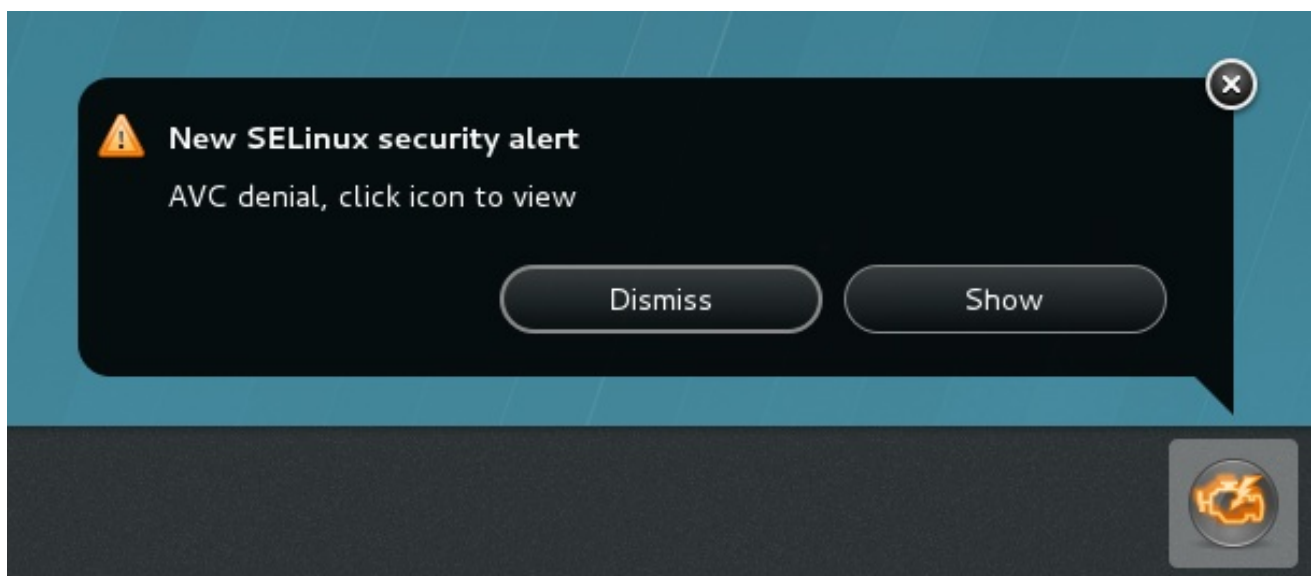 New SELinux security alert
AVC denial, click icon to view
Dismiss
Show